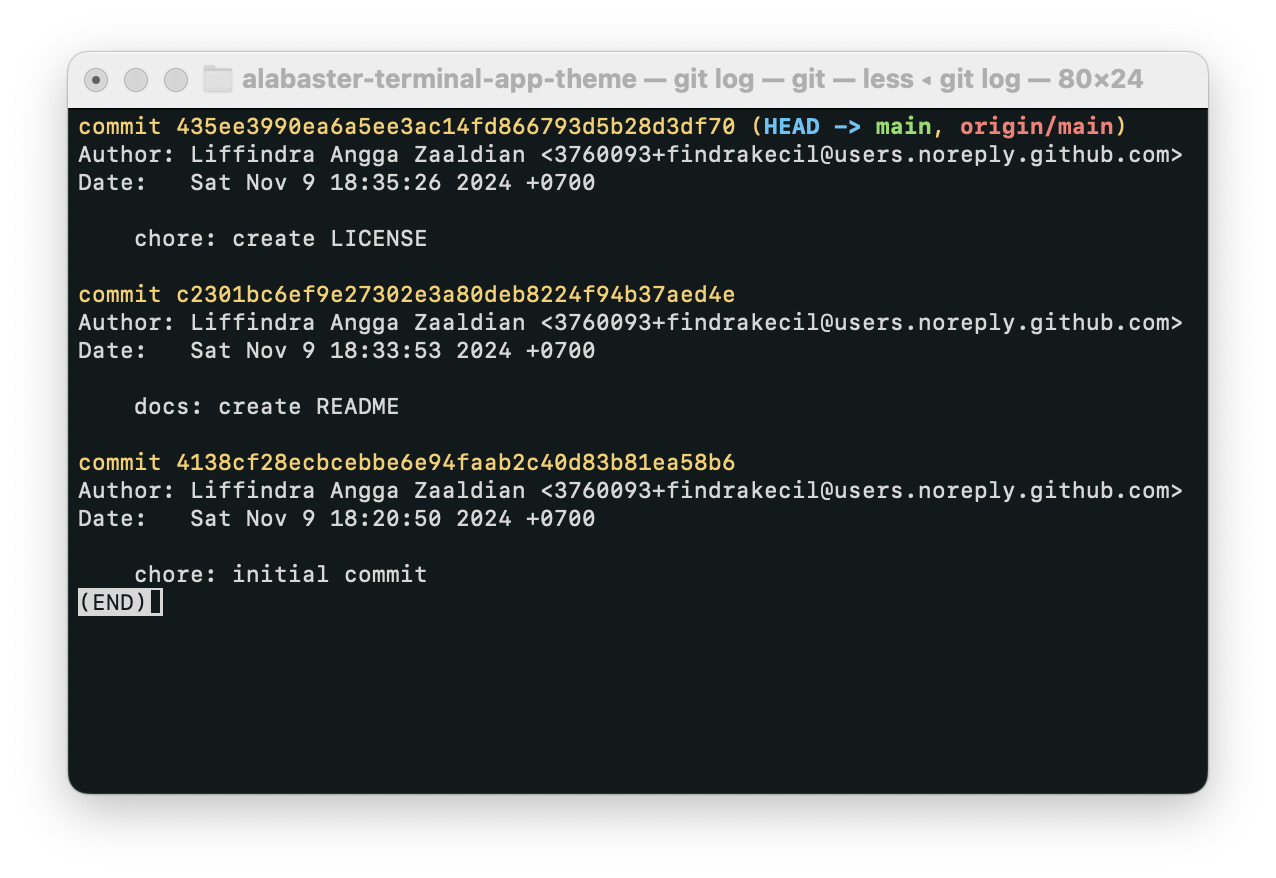 alabaster-terminal-app-theme — git log — git — less ◂ git log — 80×24
commit 435ee3990ea6a5ee3ac14fd866793d5b28d3df70 (HEAD -> main, origin/main)
Author: Liffindra Angga Zaaldian <3760093+findrakecil@users.noreply.github.com>
Date:   Sat Nov 9 18:35:26 2024 +0700
    chore: create LICENSE
commit c2301bc6ef9e27302e3a80deb8224f94b37aed4e
Author: Liffindra Angga Zaaldian <3760093+findrakecil@users.noreply.github.com>
Date:   Sat Nov 9 18:33:53 2024 +0700
    docs: create README
commit 4138cf28ecbcebbe6e94faab2c40d83b81ea58b6
Author: Liffindra Angga Zaaldian <3760093+findrakecil@users.noreply.github.com>
Date:   Sat Nov 9 18:20:50 2024 +0700
    chore: initial commit
(END)